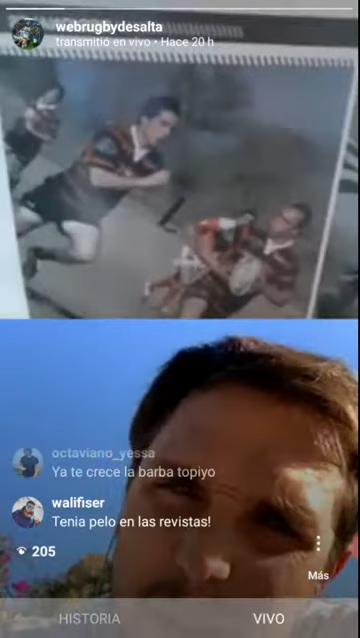 webrugbydesalta
transmitió en vivo • Hace 20 h
octaviano_yessa
Ya te crece la barba topiyo
walifiser
Tenia pelo en las revistas!
205
Más
HISTORIA
VIVO